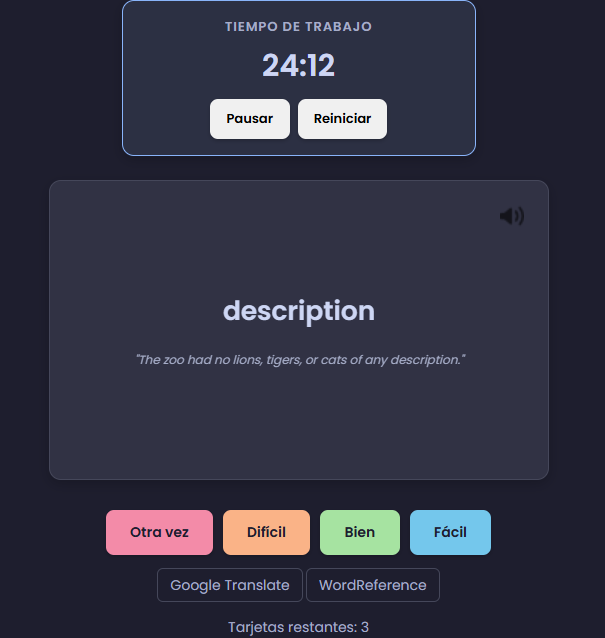 TIEMPO DE TRABAJO
24:12
Pausar Reiniciar
description
"The zoo had no lions, tigers, or cats of any description."
Otra vez Difícil Bien Fácil
Google Translate WordReference
Tarjetas restantes: 3